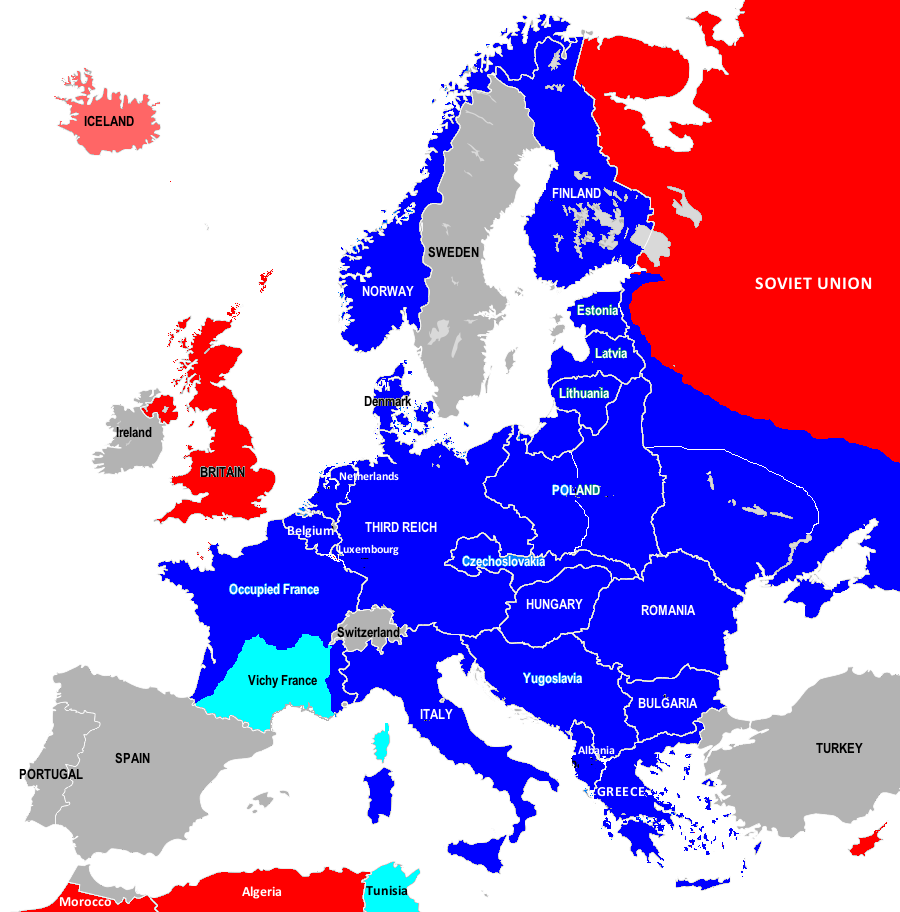 ICELAND
FINLAND
SWEDEN
SOVIET UNION
NORWAY
Estonia
Latvia
Lithuania
Denmark
Ireland
BRITAIN
Netherlands
POLAND
THIRD REICH
Belgium
Luxembourg
Czechoslovakia
Occupied France
HUNGARY
ROMANIA
Switzerland
Vichy France
Yugoslavia
BULGARIA
ITALY
TURKEY
Albania
SPAIN
PORTUGAL
GREECE
Tunisia
Algeria
Morocco